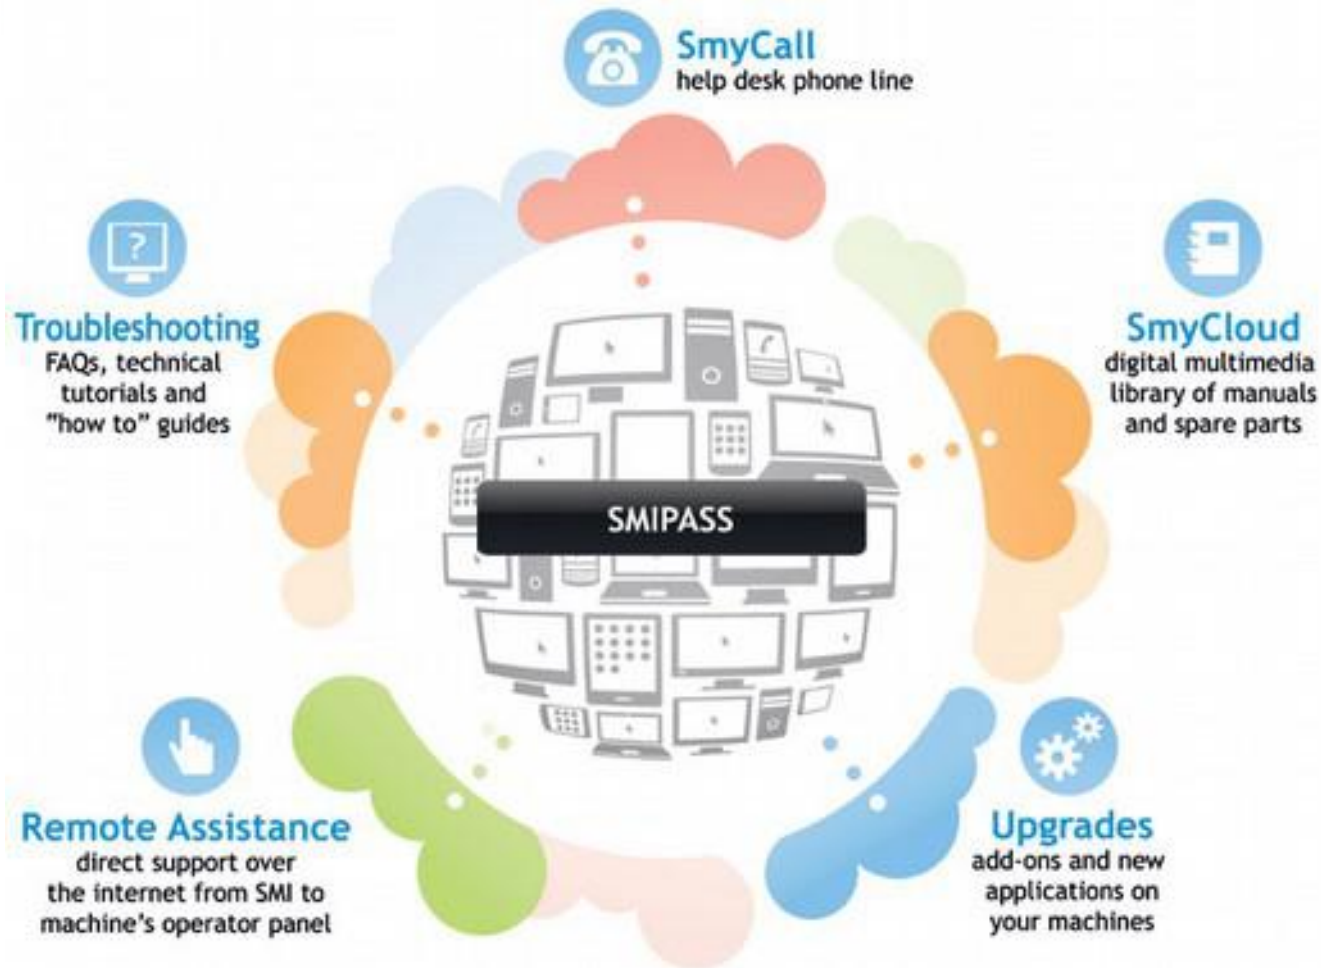 SmyCall
help desk phone line
?
Troubleshooting
FAQs, technical
tutorials and
"how to" guides
SmyCloud
digital multimedia
library of manuals
and spare parts
SMIPASS
Remote Assistance
direct support over
the internet from SMI to
machine's operator panel
Upgrades
add-ons and new
applications on
your machines